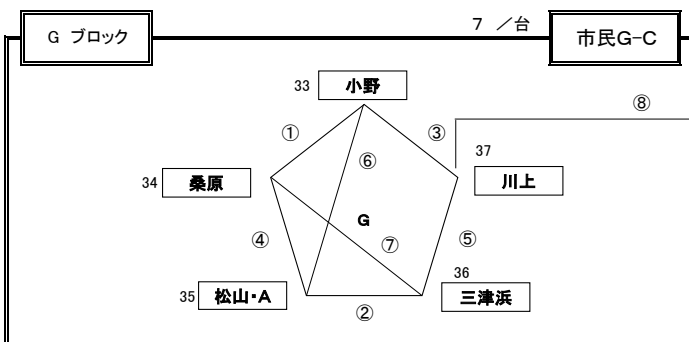 G ブロック
7 ／台
市民G-C
33 小野
⑧
① ③
⑥
37 川上
34 桑原
G
④ ⑦ ⑤
36
35 松山・A
三津浜
②